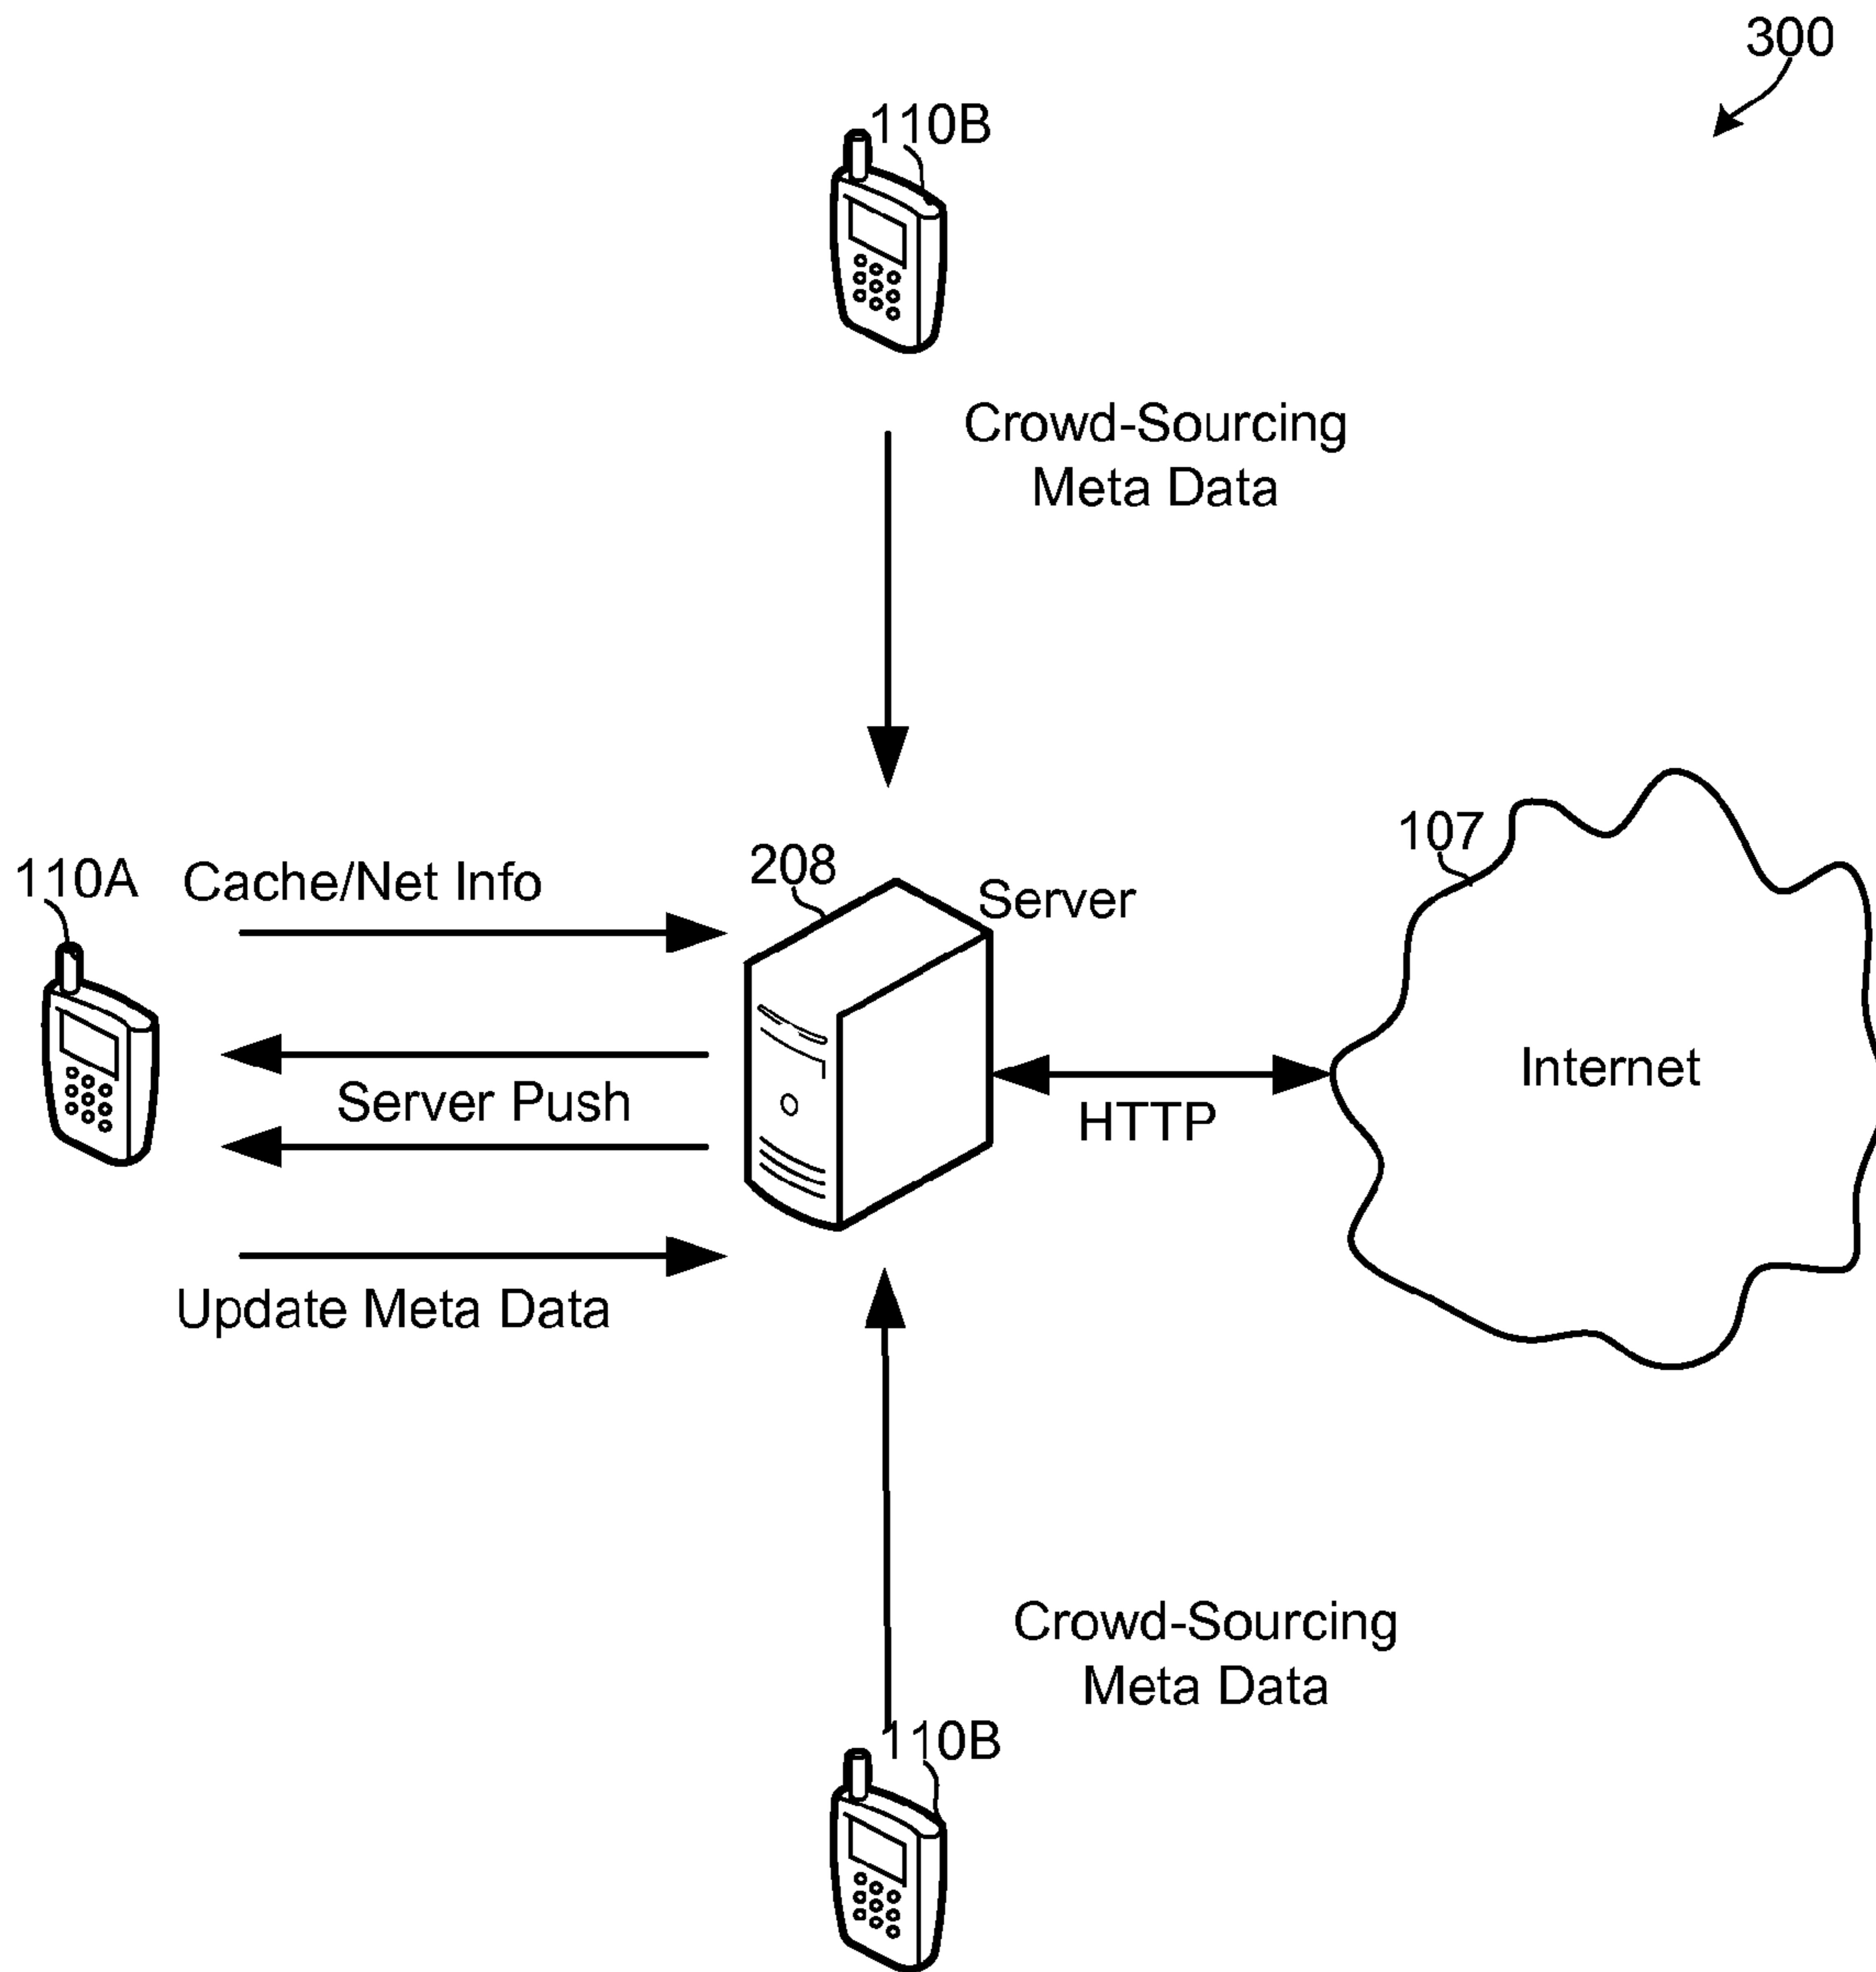 300
110B
Crowd-Sourcing
Meta Data
107
208
Server
110A
Cache/Net Info
Internet
Server Push
HTTP
Update Meta Data
Crowd-Sourcing
Meta Data
110B